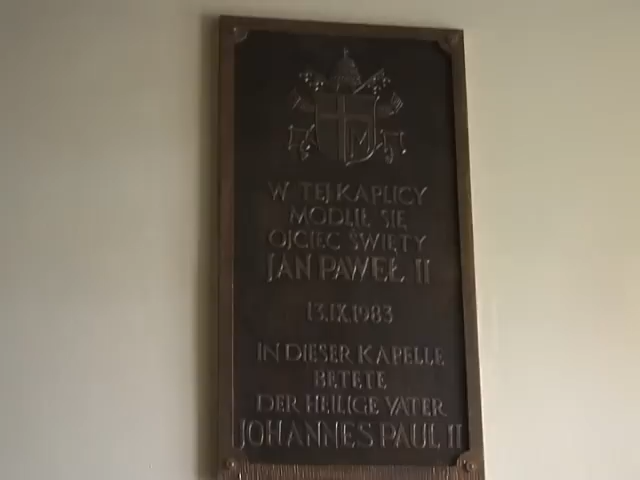 M
W TEJ KAPLICY
MODLIŁ SIĘ
OJCIEC ŚWIĘTY
JAN PAWEŁ II
13.IX.1983
IN DIESER KAPELLE
BETETE
DER HEILIGE VATER
JOHANNES PAUL II